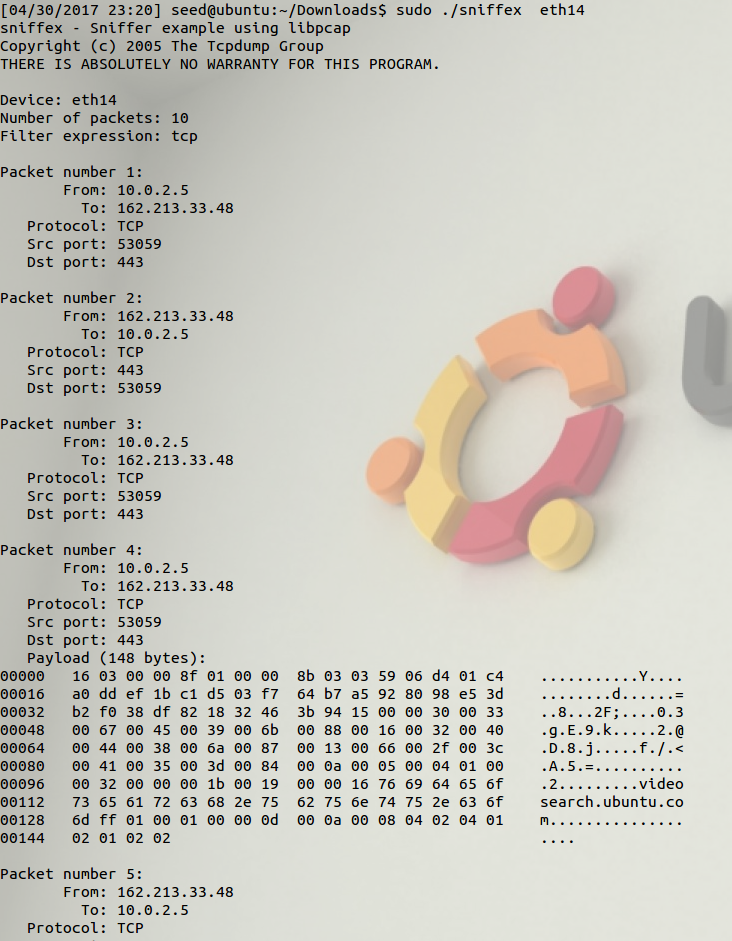 [04/30/2017 23:20] seed@ubuntu:~/Downloads$ sudo ./sniffex  eth14
sniffex - Sniffer example using libpcap
Copyright (c) 2005 The Tcpdump Group
THERE IS ABSOLUTELY NO WARRANTY FOR THIS PROGRAM.

Device: eth14
Number of packets: 10
Filter expression: tcp

Packet number 1:
       From: 10.0.2.5
         To: 162.213.33.48
   Protocol: TCP
   Src port: 53059
   Dst port: 443

Packet number 2:
       From: 162.213.33.48
         To: 10.0.2.5
   Protocol: TCP
   Src port: 443
   Dst port: 53059

Packet number 3:
       From: 10.0.2.5
         To: 162.213.33.48
   Protocol: TCP
   Src port: 53059
   Dst port: 443

Packet number 4:
       From: 10.0.2.5
         To: 162.213.33.48
   Protocol: TCP
   Src port: 53059
   Dst port: 443
   Payload (148 bytes):
00000   16 03 00 00 8f 01 00 00  8b 03 03 59 06 d4 01 c4    ...........Y....
00016   a0 dd ef 1b c1 d5 03 f7  64 b7 a5 92 80 98 e5 3d    ........d......=
00032   b2 f0 38 df 82 18 32 46  3b 94 15 00 00 30 00 33    ..8...2F;....0.3
00048   00 67 00 45 00 39 00 6b  00 88 00 16 00 32 00 40    .g.E.9.k.....2.@
00064   00 44 00 38 00 6a 00 87  00 13 00 66 00 2f 00 3c    .D.8.j.....f./.<
00080   00 41 00 35 00 3d 00 84  00 0a 00 05 00 04 01 00    .A.5.=..........
00096   00 32 00 00 00 1b 00 19  00 00 16 76 69 64 65 6f    .2.........video
00112   73 65 61 72 63 68 2e 75  62 75 6e 74 75 2e 63 6f    search.ubuntu.co
00128   6d ff 01 00 01 00 00 0d  00 0a 00 08 04 02 04 01    m...............
00144   02 01 02 02                                         ....

Packet number 5:
       From: 162.213.33.48
         To: 10.0.2.5
   Protocol: TCP